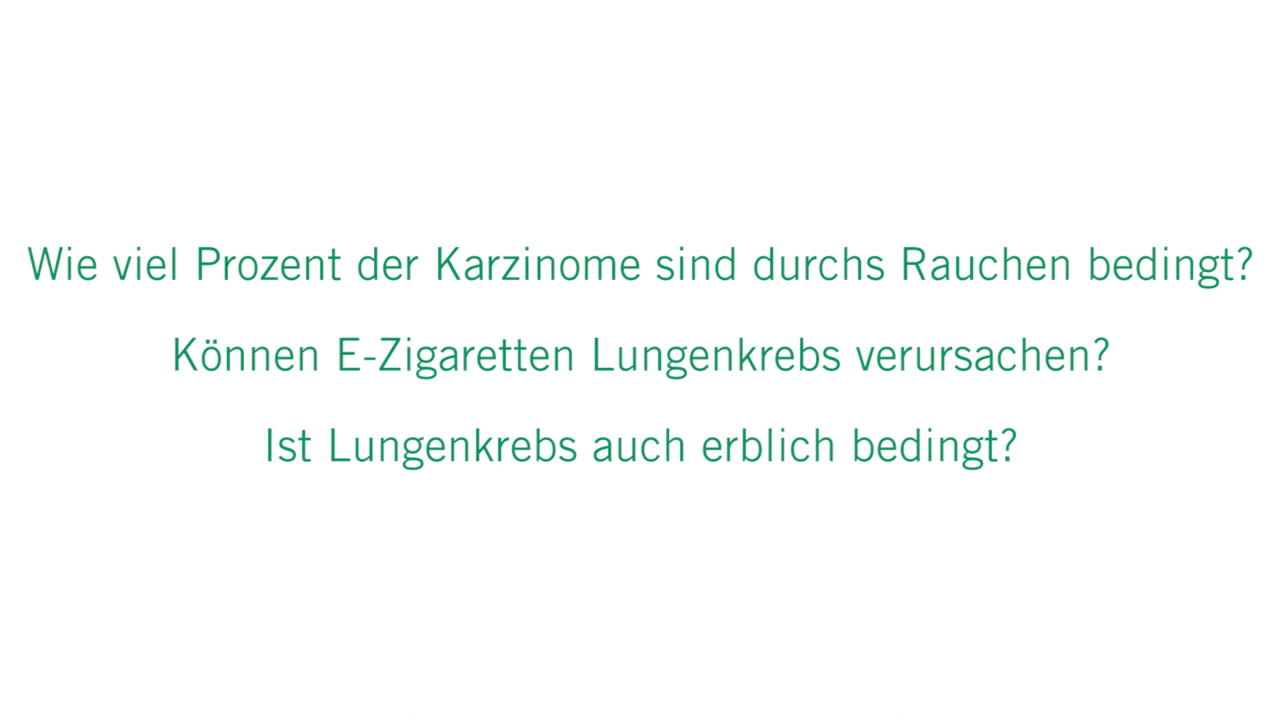 Wie viel Prozent der Karzinome sind durchs Rauchen bedingt?
Können E-Zigaretten Lungenkrebs verursachen?
Ist Lungenkrebs auch erblich bedingt?